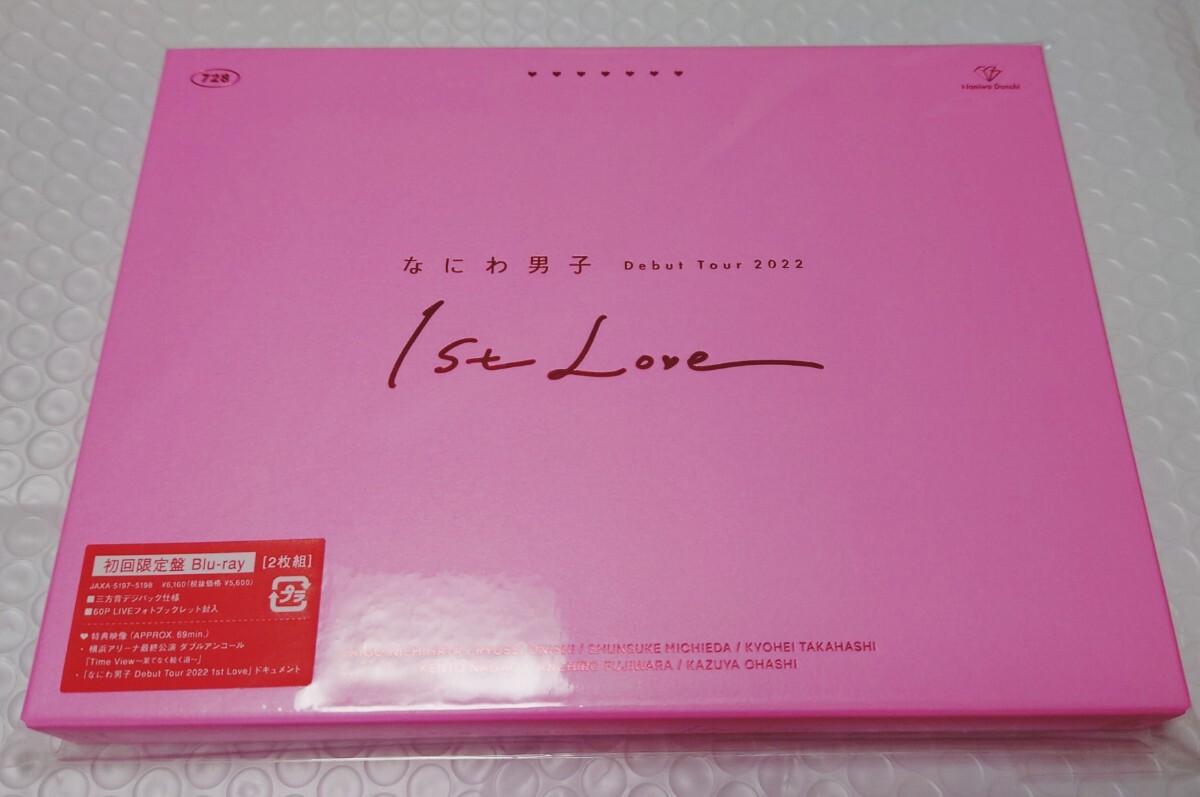 728
Naniwa Danshi
なにわ男子 Debut Tour 2022
1st Love
初回限定盤 Blu-ray [2枚組]
JAXA-5197~5198 ¥6,160(税抜価格 ¥5,600)
■三方背デジパック仕様
■60P LIVEフォトブックレット封入
プラ
♥特典映像 (APPROX. 69min.)
・横浜アリーナ最終公演 ダブルアンコール
「Time View~果てなく続く道~」
・「なにわ男子 Debut Tour 2022 1st Love」ドキュメント
/ SHUNSUKE MICHIEDA / KYOHEI TAKAHASHI
FUJIWARA / KAZUYA OHASHI